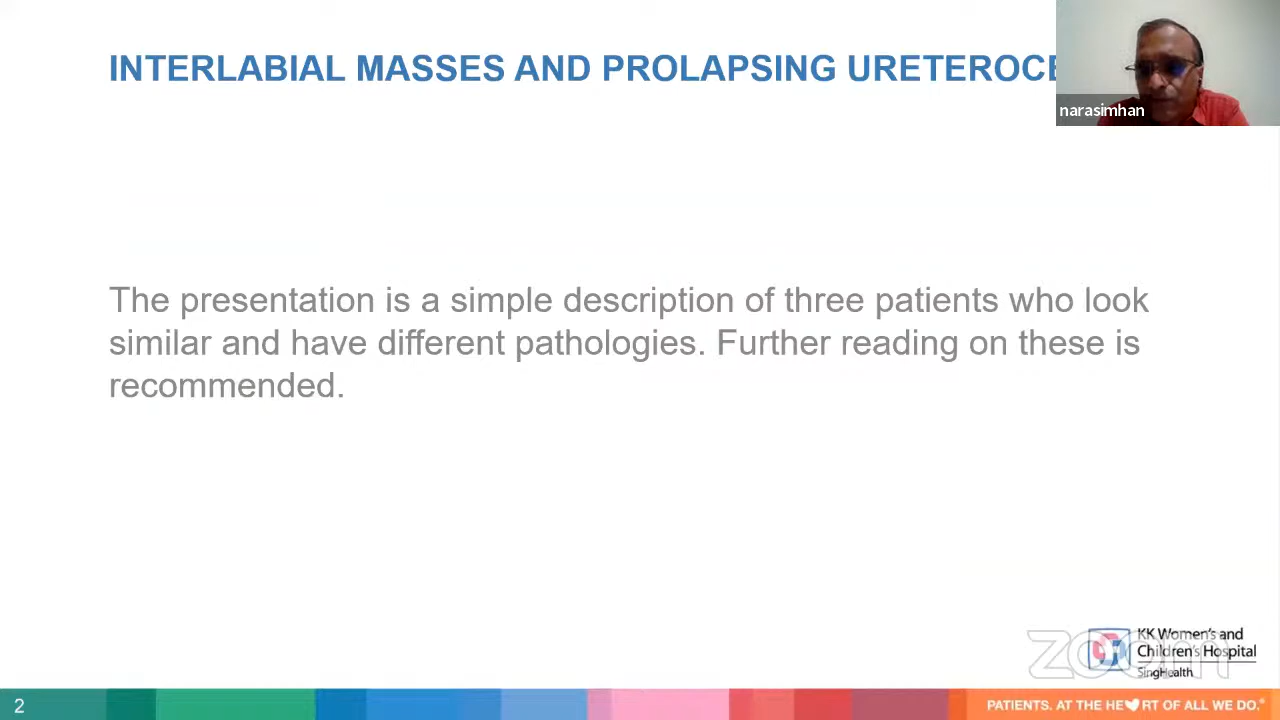 INTERLABIAL MASSES AND PROLAPSING URETEROCE
narasimhan
The presentation is a simple description of three patients who look
similar and have different pathologies. Further reading on these is
recommended.
zoom
KK Women's and
Children's Hospital
SingHealth
2
PATIENTS. AT THE HE♥RT OF ALL WE DO.®